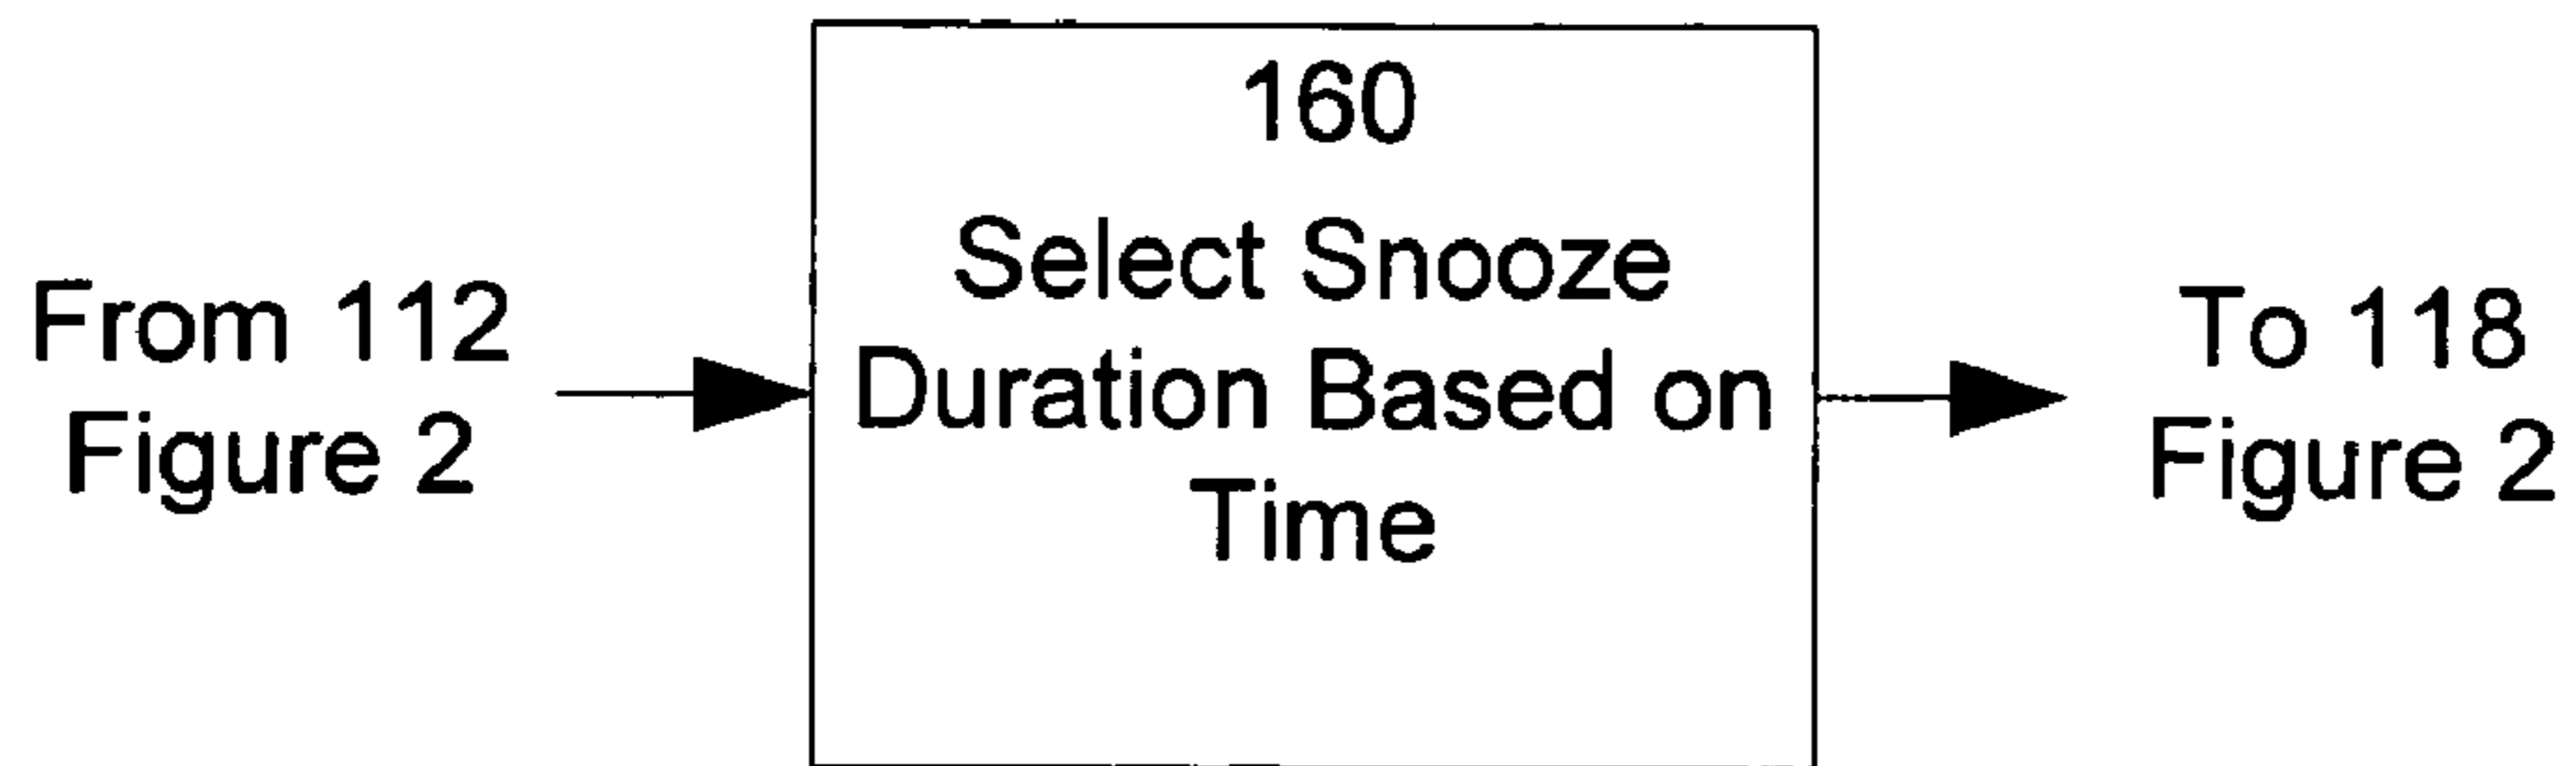 From 112
Figure 2
160
Select Snooze
Duration Based on
Time
To 118
Figure 2